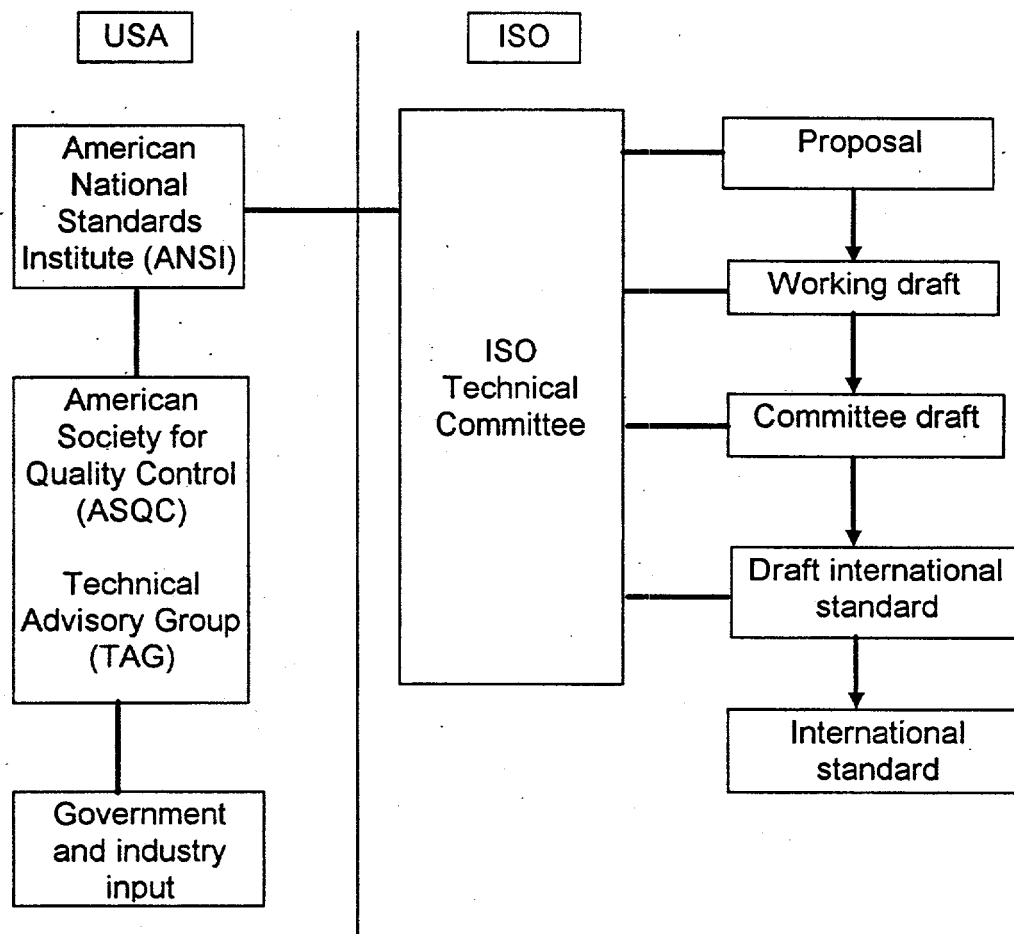 USA
American
National
Standards
Institute (ANSI)
American
Society for
Quality Control
(ASQC)
Technical
Advisory Group
(TAG)
Government
and industry
input
ISO
ISO
Technical
Committee
Proposal
Working draft
Committee draft
Draft international
standard
International
standard